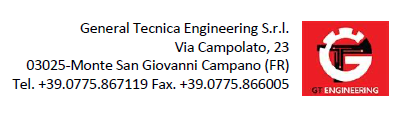 General Tecnica Engineering S.r.l.
Via Campolato, 23
03025-Monte San Giovanni Campano (FR)
Tel. +39.0775.867119 Fax. +39.0775.866005
GT ENGINEERING